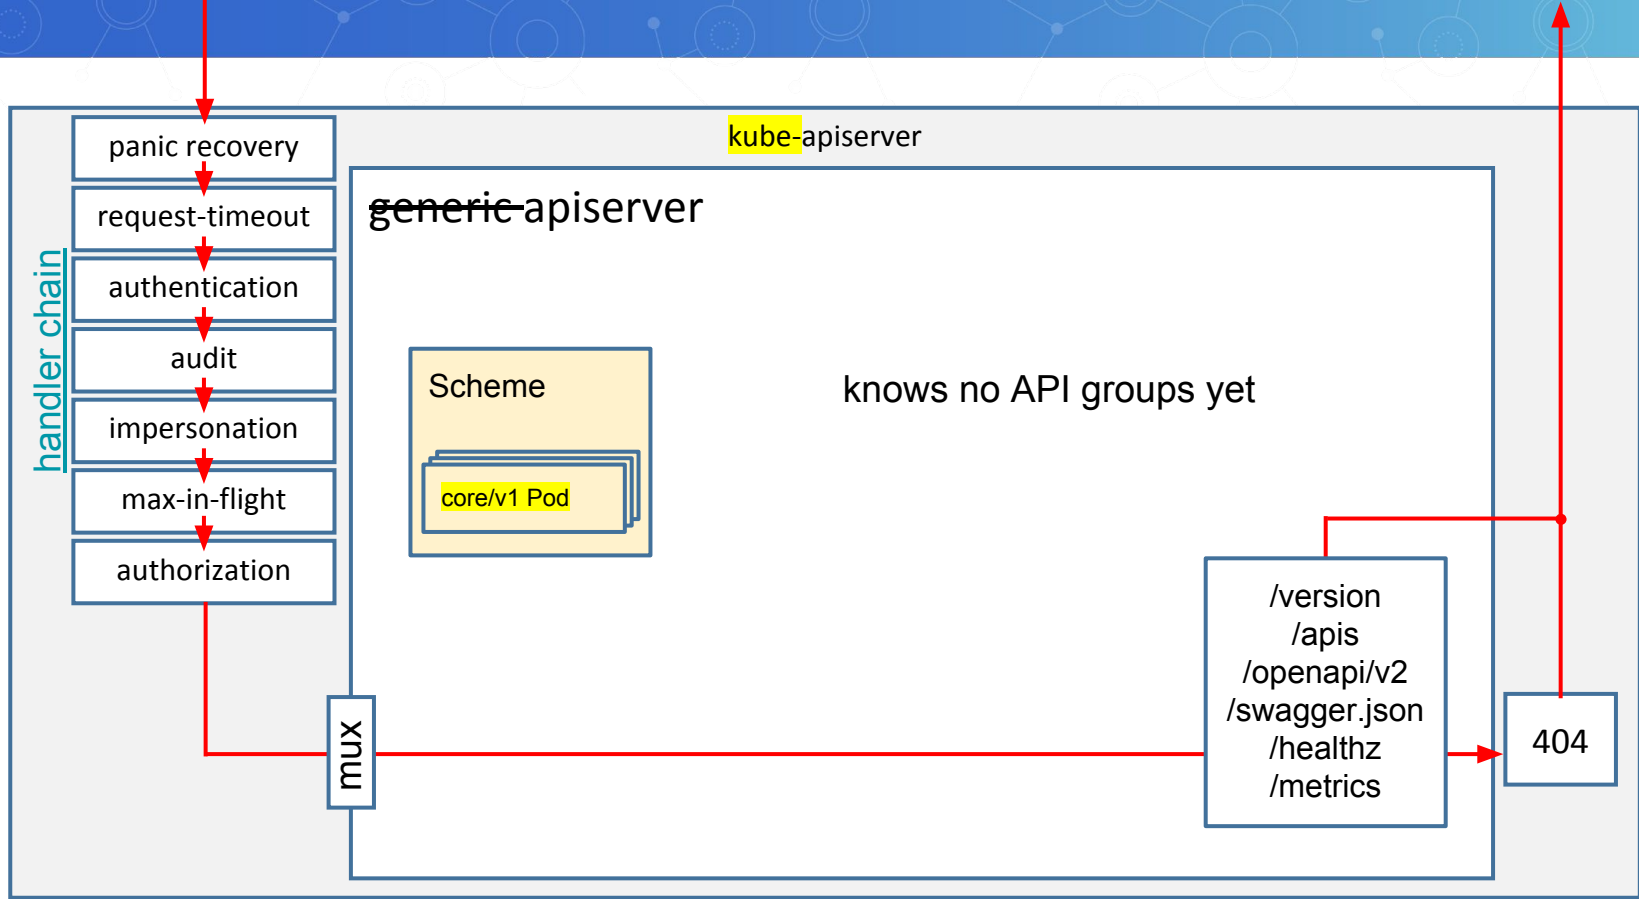 kube-apiserver
panic recovery
request-timeout
authentication
audit
impersonation
max-in-flight
authorization
handler chain
generic apiserver
Scheme
core/v1 Pod
knows no API groups yet
mux
/version
/apis
/openapi/v2
/swagger.json
/healthz
/metrics
404